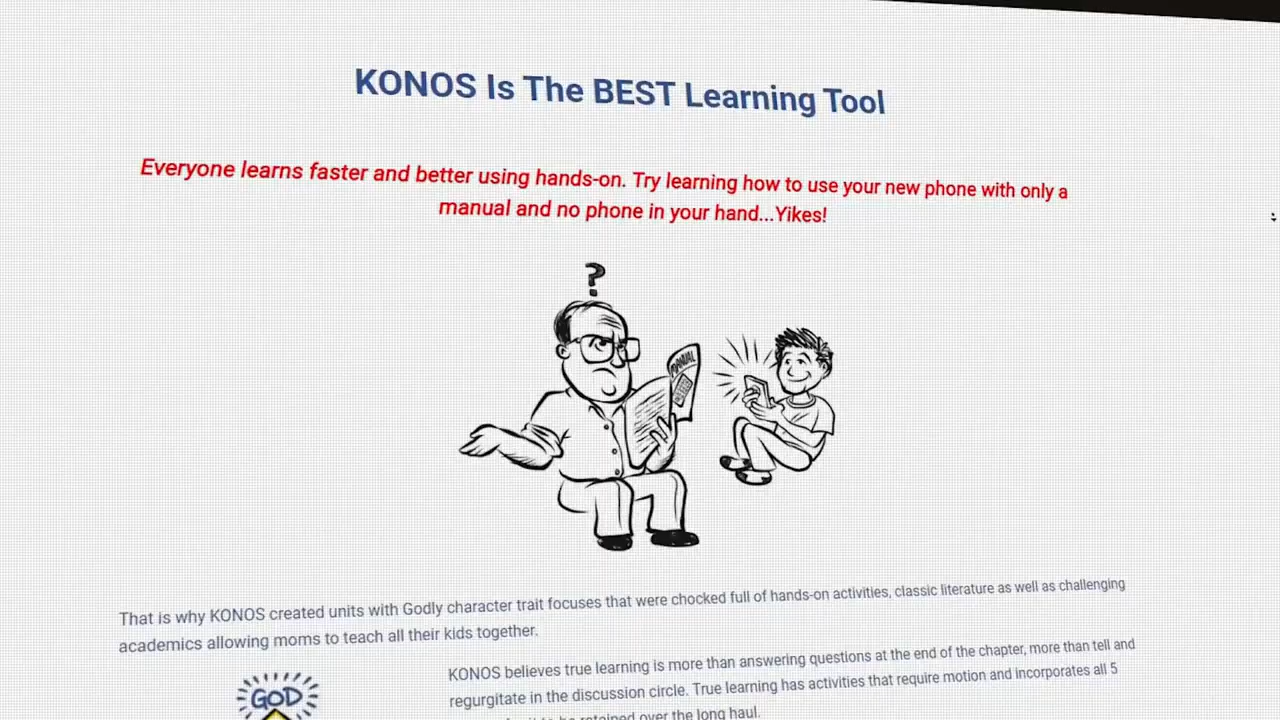 KONOS Is The BEST Learning Tool
Everyone learns faster and better using hands-on. Try learning how to use your new phone with only a
manual and no phone in your hand...Yikes!
?
MANUAL
That is why KONOS created units with Godly character trait focuses that were chocked full of hands-on activities, classic literature as well as challenging
academics allowing moms to teach all their kids together.
GOD
KONOS believes true learning is more than answering questions at the end of the chapter, more than tell and
regurgitate in the discussion circle. True learning has activities that require motion and incorporates all 5
it to be retained over the long haul.